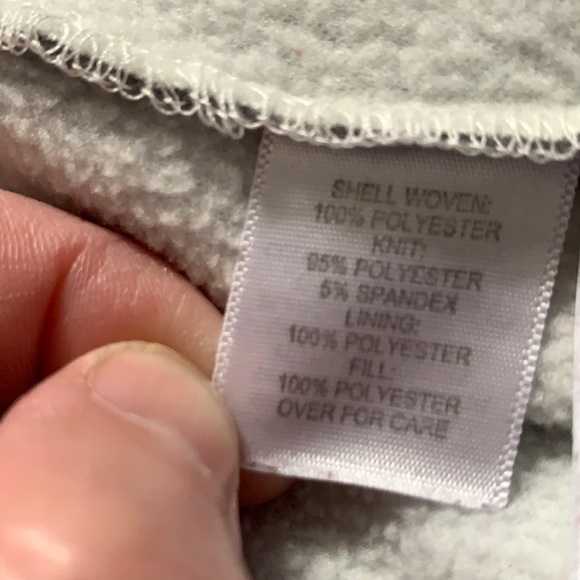 SHELL WOVEN:
100% POLYESTER
KNIT:
95% POLYESTER
5% SPANDEX
LINING:
100% POLYESTER
FILL:
100% POLYESTER
OVER FOR CARE